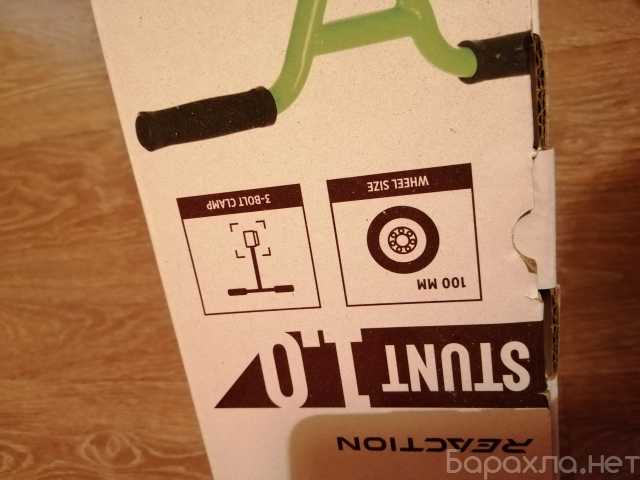 REACTION
STUNT 1.0
100 MM
WHEEL SIZE
3-BOLT CLAMP
Барахла.нет